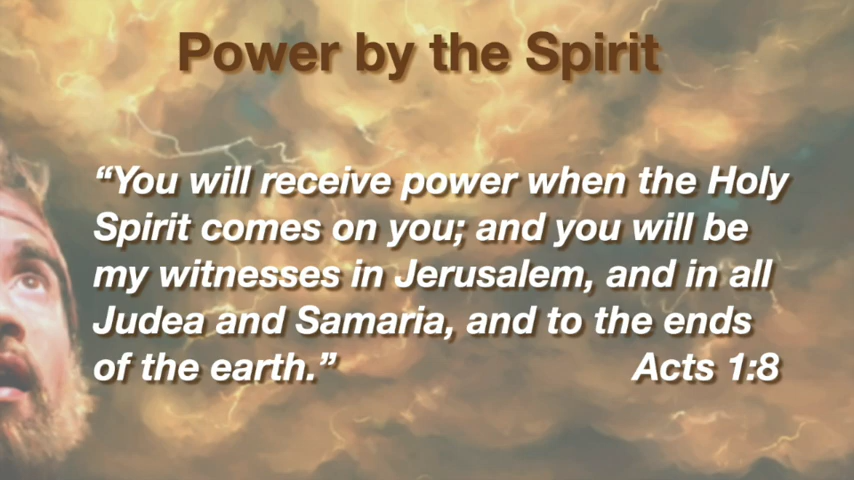 Power by the Spirit
“You will receive power when the Holy
Spirit comes on you; and you will be
my witnesses in Jerusalem, and in all
Judea and Samaria, and to the ends
of the earth.” Acts 1:8